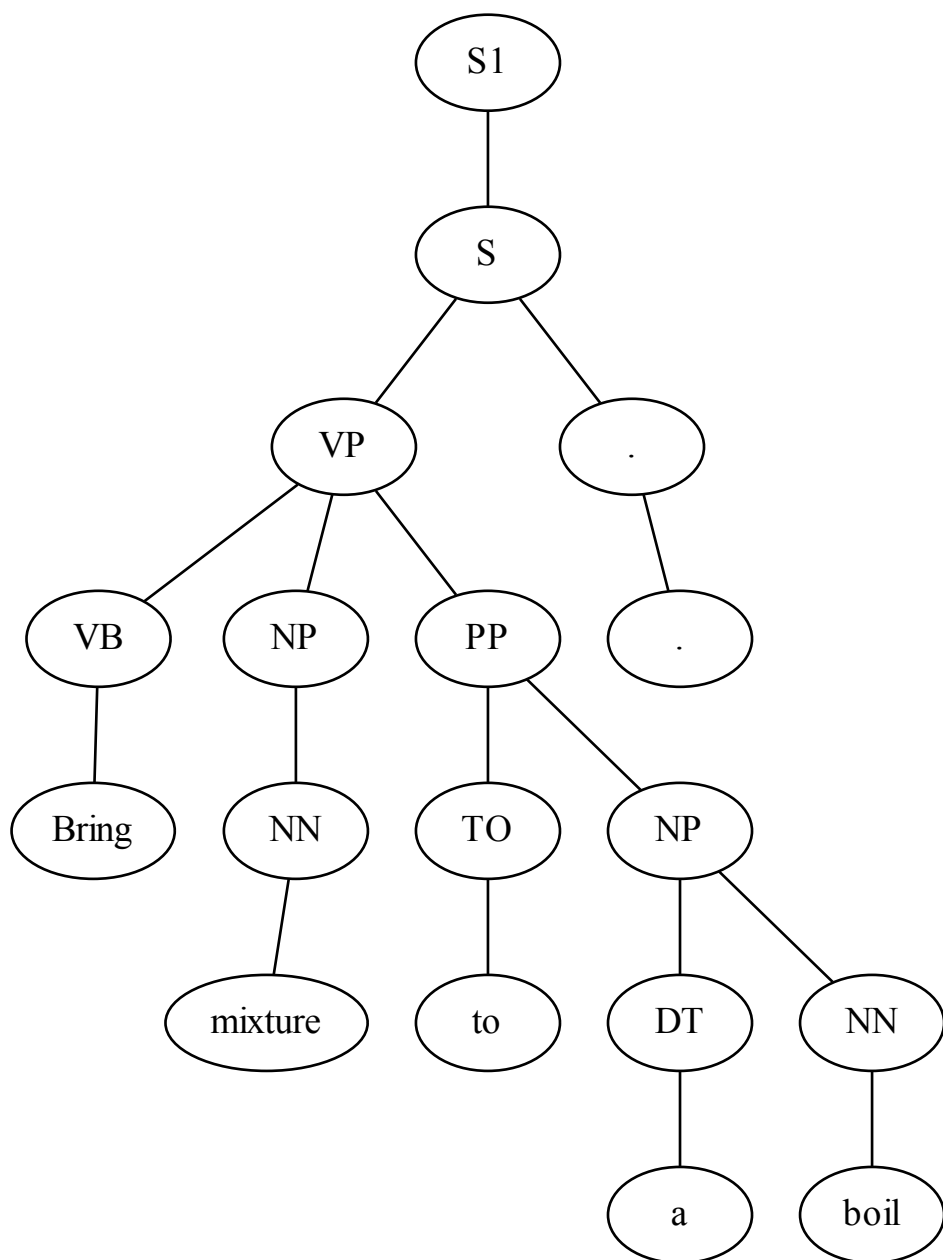 S1
S
VP .
VB NP PP .
Bring NN TO NP
mixture to DT NN
a boil